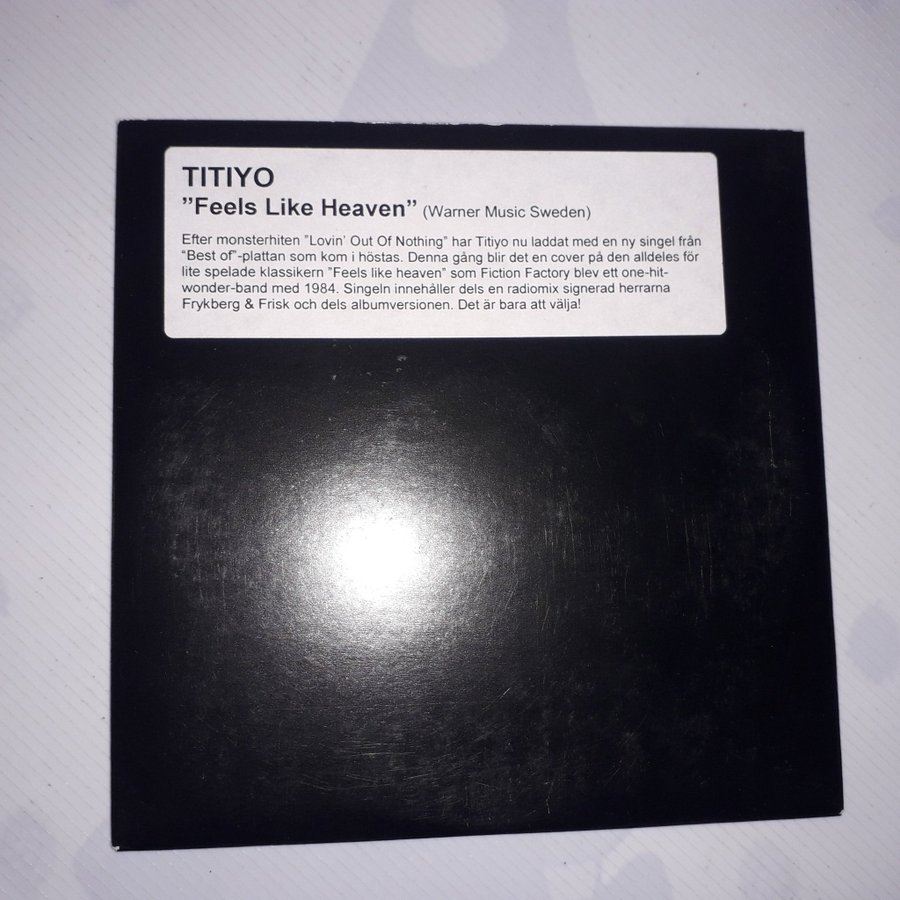 TITIYO
”Feels Like Heaven” (Warner Music Sweden)
Efter monsterhiten ”Lovin’ Out Of Nothing” har Titiyo nu laddat med en ny singel från
“Best of”-plattan som kom i höstas. Denna gång blir det en cover på den alldeles för
lite spelade klassikern ”Feels like heaven” som Fiction Factory blev ett one-hit-
wonder-band med 1984. Singeln innehåller dels en radiomix signerad herrarna
Frykberg & Frisk och dels albumversionen. Det är bara att välja!